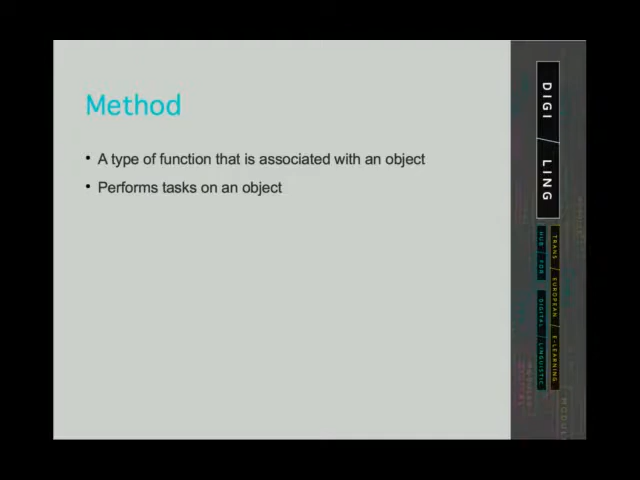 Method
• A type of function that is associated with an object
• Performs tasks on an object
DIGI / LING
TRANS / EUROPEAN / E-LEARNING
HUB / FOR / DIGITAL / LINGUISTIC